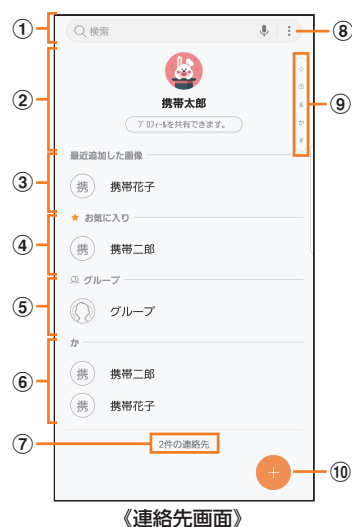 ① 検索 ⑧
② 携帯太郎 ⑨
プロフィールを共有できます。
☆
か
#
最近追加した画像
③ 携 携帯花子
★ お気に入り
④ 携 携帯二郎
グループ
⑤ グループ
か
⑥ 携 携帯二郎
携 携帯花子
⑦ 2件の連絡先
+ ⑩
《連絡先画面》